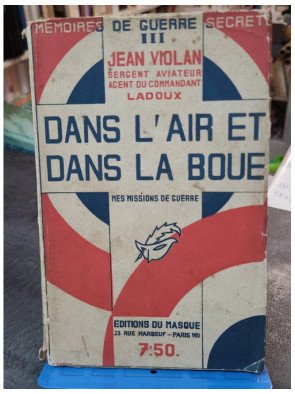 MÉMOIRES DE GUERRE SECRÈTE
III
JEAN VIOLAN
SERGENT AVIATEUR
AGENT DU COMMANDANT
LADOUX
DANS L'AIR ET
DANS LA BOUE
MES MISSIONS DE GUERRE
EDITIONS DU MASQUE
23 RUE MARBEUF — PARIS VIII
7.50.